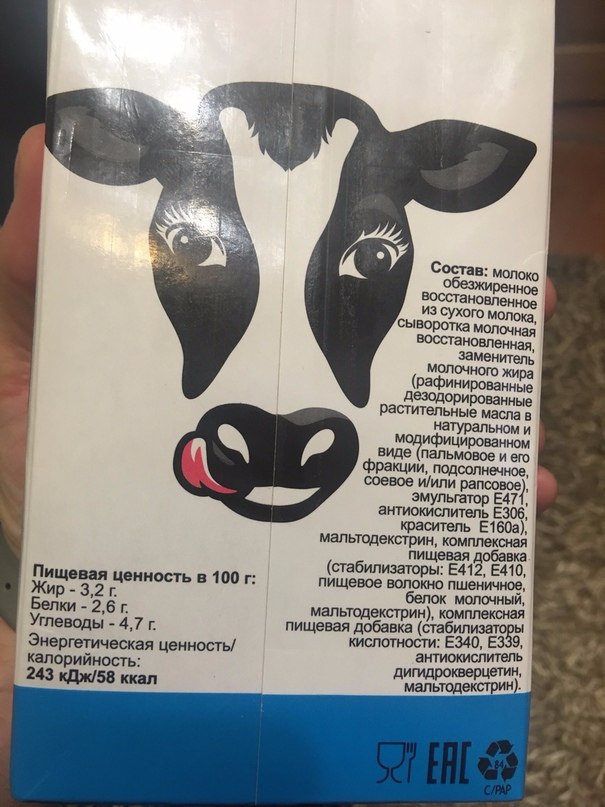 Состав: молоко
обезжиренное
восстановленное
из сухого молока,
сыворотка молочная
восстановленная,
заменитель
молочного жира
(рафинированные
дезодорированные
растительные масла в
натуральном и
модифицированном
виде (пальмовое и его
фракции, подсолнечное,
соевое и/или рапсовое),
эмульгатор Е471,
антиокислитель Е306,
краситель Е160а),
мальтодекстрин, комплексная
пищевая добавка
(стабилизаторы: Е412, Е410,
пищевое волокно пшеничное,
белок молочный,
мальтодекстрин), комплексная
пищевая добавка (стабилизаторы
кислотности: Е340, Е339,
антиокислитель
дигидрокверцетин,
мальтодекстрин).
Пищевая ценность в 100 г:
Жир - 3,2 г.
Белки - 2,6 г.
Углеводы - 4,7 г.
Энергетическая ценность/
калорийность:
243 кДж/58 ккал
EAC
84
C/PAP